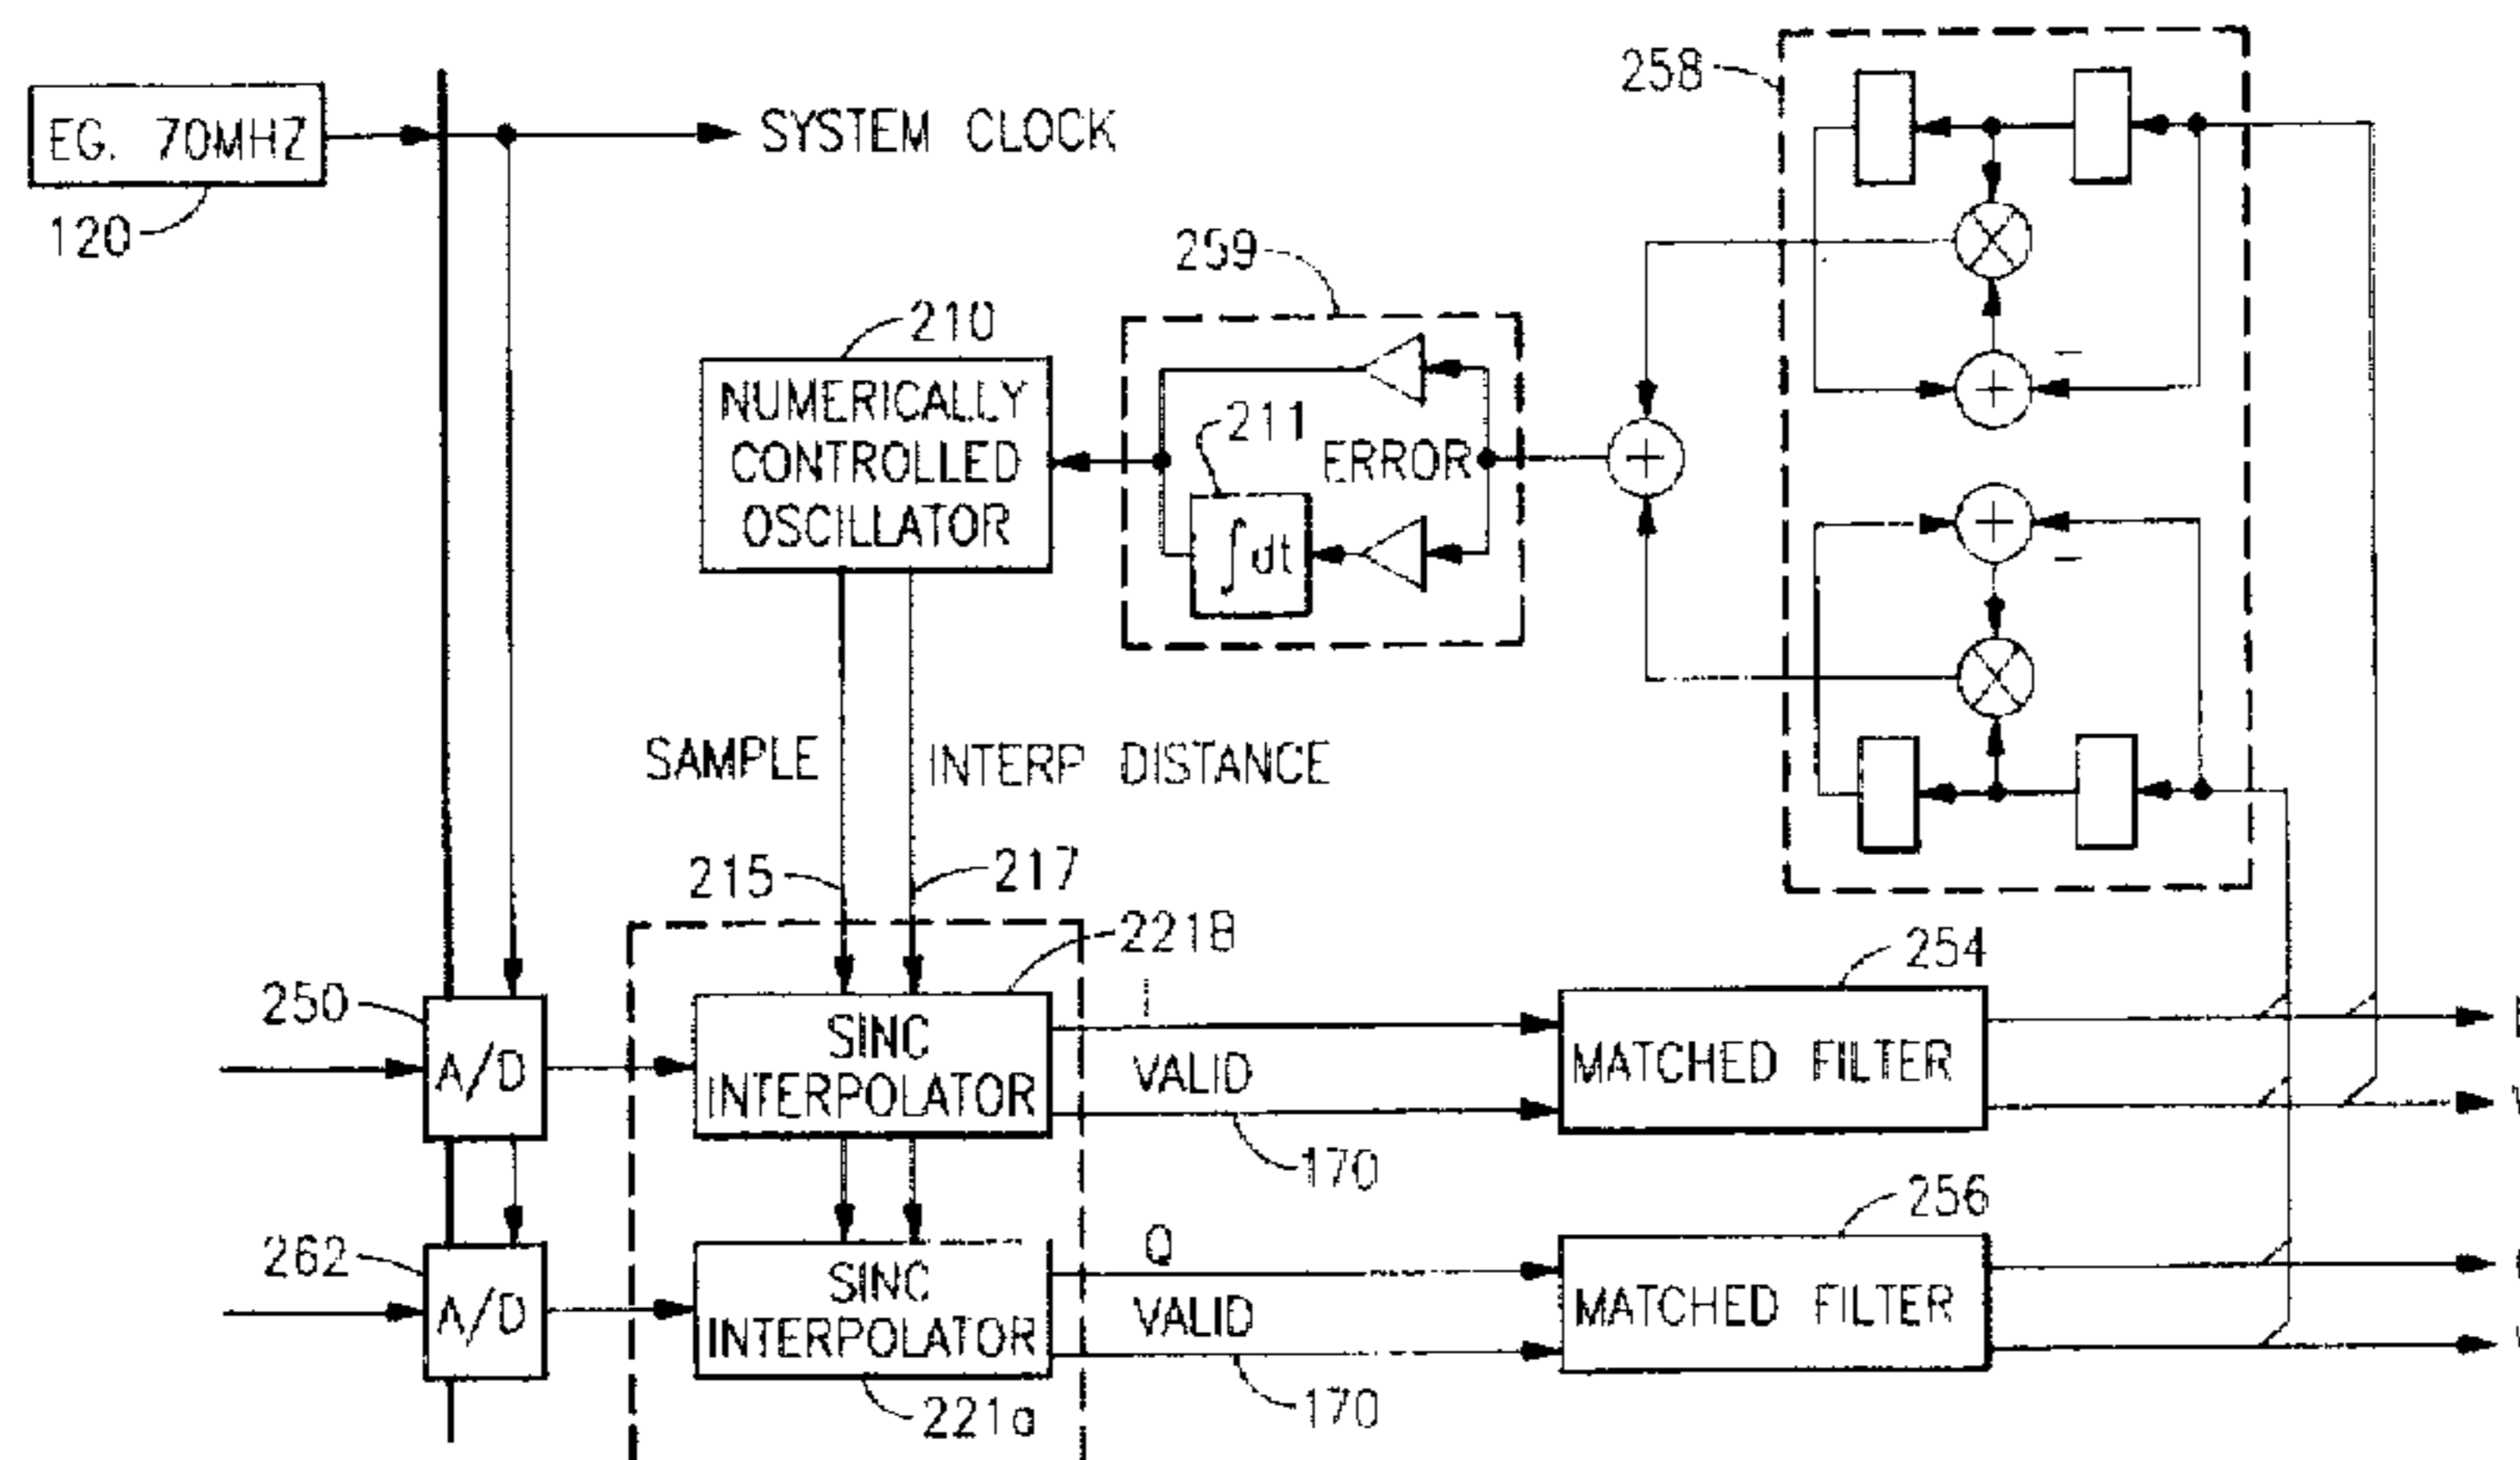 258
EG. 70MHZ
SYSTEM CLOCK
120
259
210
NUMERICALLY
CONTROLLED
OSCILLATOR
211
ERROR
∫dt
+
+
+
−
−
SAMPLE
INTERP DISTANCE
215
217
221B
250
A/D
SINC
INTERPOLATOR
I
VALID
170
254
MATCHED FILTER
262
A/D
SINC
INTERPOLATOR
221a
Q
VALID
170
256
MATCHED FILTER